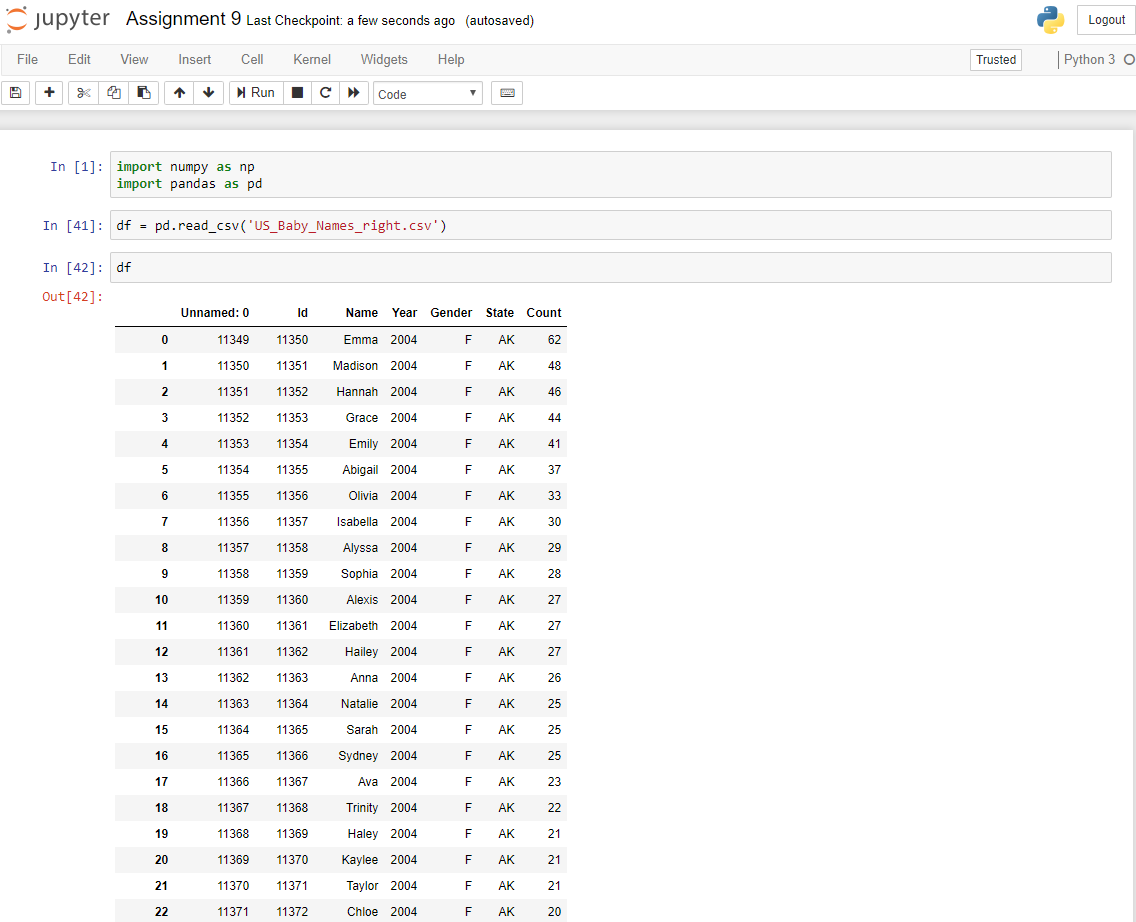 jupyter Assignment 9 Last Checkpoint: a few seconds ago (autosaved) Logout
File Edit View Insert Cell Kernel Widgets Help Trusted Python 3
Run Code
In [1]: import numpy as np
import pandas as pd
In [41]: df = pd.read_csv('US_Baby_Names_right.csv')
In [42]: df
Out[42]:
Unnamed: 0 Id Name Year Gender State Count
0 11349 11350 Emma 2004 F AK 62
1 11350 11351 Madison 2004 F AK 48
2 11351 11352 Hannah 2004 F AK 46
3 11352 11353 Grace 2004 F AK 44
4 11353 11354 Emily 2004 F AK 41
5 11354 11355 Abigail 2004 F AK 37
6 11355 11356 Olivia 2004 F AK 33
7 11356 11357 Isabella 2004 F AK 30
8 11357 11358 Alyssa 2004 F AK 29
9 11358 11359 Sophia 2004 F AK 28
10 11359 11360 Alexis 2004 F AK 27
11 11360 11361 Elizabeth 2004 F AK 27
12 11361 11362 Hailey 2004 F AK 27
13 11362 11363 Anna 2004 F AK 26
14 11363 11364 Natalie 2004 F AK 25
15 11364 11365 Sarah 2004 F AK 25
16 11365 11366 Sydney 2004 F AK 25
17 11366 11367 Ava 2004 F AK 23
18 11367 11368 Trinity 2004 F AK 22
19 11368 11369 Haley 2004 F AK 21
20 11369 11370 Kaylee 2004 F AK 21
21 11370 11371 Taylor 2004 F AK 21
22 11371 11372 Chloe 2004 F AK 20